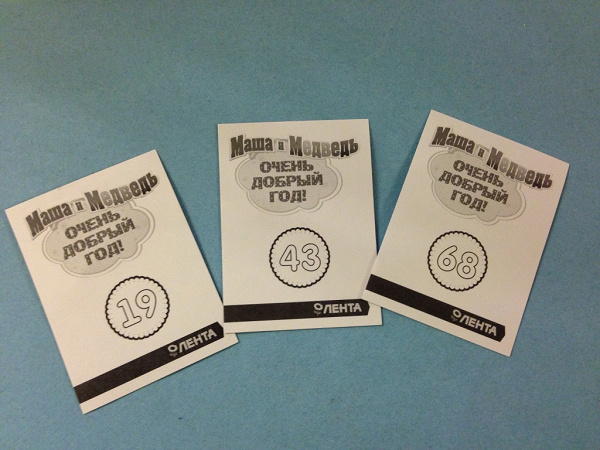 Маша и Медведь
ОЧЕНЬ
ДОБРЫЙ
ГОД!
19
ЛЕНТА
Маша и Медведь
ОЧЕНЬ
ДОБРЫЙ
ГОД!
43
ЛЕНТА
Маша и Медведь
ОЧЕНЬ
ДОБРЫЙ
ГОД!
68
ЛЕНТА